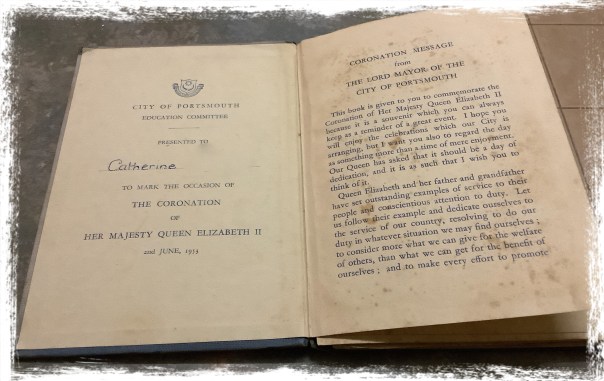 CITY OF PORTSMOUTH
EDUCATION COMMITTEE
PRESENTED TO
Catherine
TO MARK THE OCCASION OF
THE CORONATION
OF
HER MAJESTY QUEEN ELIZABETH II
2ND JUNE, 1953
CORONATION MESSAGE
from
THE LORD MAYOR OF THE
CITY OF PORTSMOUTH
This book is given to you to commemorate the
Coronation of Her Majesty Queen Elizabeth II
because it is a souvenir which you can always
keep as a reminder of a great event. I hope you
will enjoy the celebrations which our City is
arranging, but I wish you also to regard the day
as something more than a time of mere enjoyment.
Our Queen has asked that it should be a day of
dedication, and it is as such that I wish you to
think of it.
Queen Elizabeth and her father and grandfather
have set outstanding examples of service to their
people and conscientious attention to duty. Let
us follow their example and dedicate ourselves to
the service of our country, resolving to do our
duty in whatever situation we may find ourselves ;
to consider more what we can give for the welfare
of others, than what we can get for the benefit of
ourselves ; and to make every effort to promote